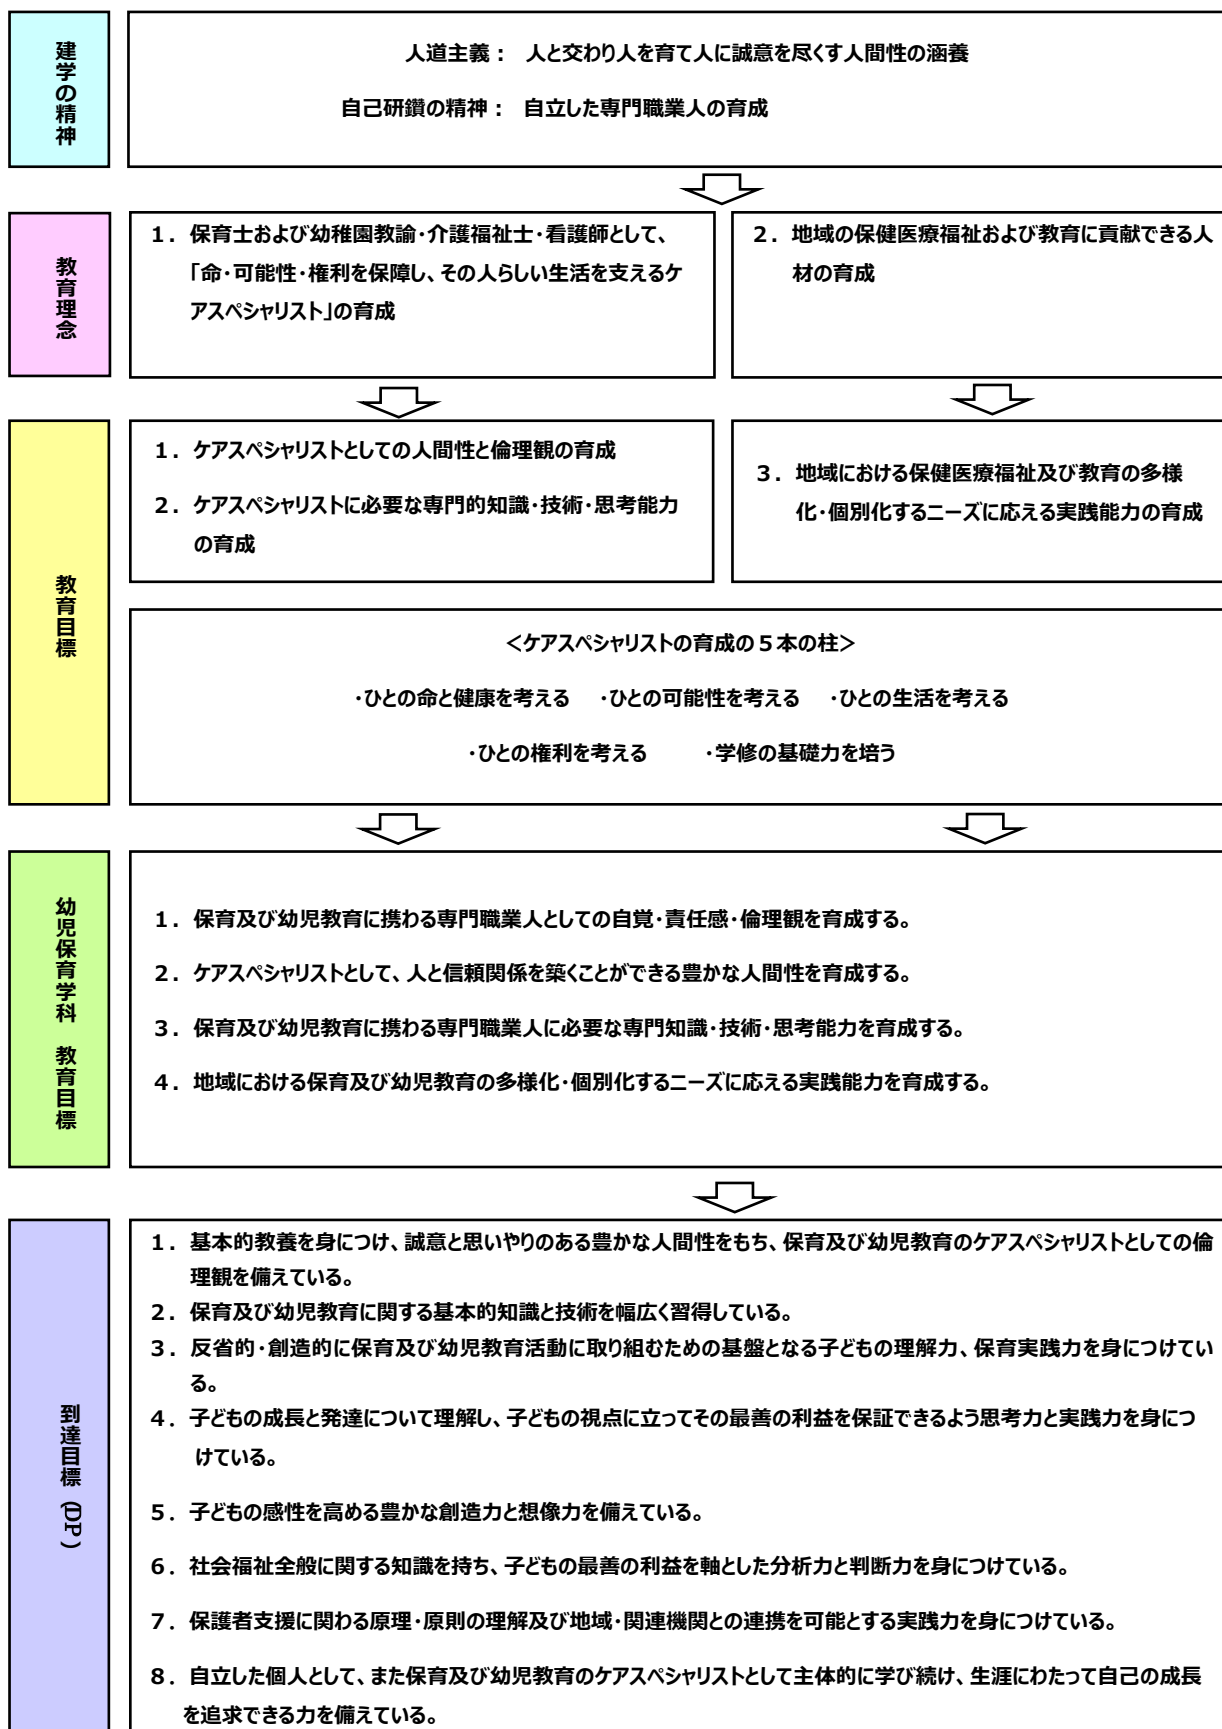 建学の精神
人道主義： 人と交わり人を育て人に誠意を尽くす人間性の涵養
自己研鑽の精神： 自立した専門職業人の育成
教育理念
1．保育士および幼稚園教諭・介護福祉士・看護師として、
「命・可能性・権利を保障し、その人らしい生活を支えるケ
アスペシャリスト」の育成
2．地域の保健医療福祉および教育に貢献できる人
材の育成
教育目標
1．ケアスペシャリストとしての人間性と倫理観の育成
2．ケアスペシャリストに必要な専門的知識・技術・思考能力
の育成
3．地域における保健医療福祉及び教育の多様
化・個別化するニーズに応える実践能力の育成
＜ケアスペシャリストの育成の５本の柱＞
・ひとの命と健康を考える ・ひとの可能性を考える ・ひとの生活を考える
・ひとの権利を考える ・学修の基礎力を培う
幼児保育学科 教育目標
1．保育及び幼児教育に携わる専門職業人としての自覚・責任感・倫理観を育成する。
2．ケアスペシャリストとして、人と信頼関係を築くことができる豊かな人間性を育成する。
3．保育及び幼児教育に携わる専門職業人に必要な専門知識・技術・思考能力を育成する。
4．地域における保育及び幼児教育の多様化・個別化するニーズに応える実践能力を育成する。
到達目標（DP）
1．基本的教養を身につけ、誠意と思いやりのある豊かな人間性をもち、保育及び幼児教育のケアスペシャリストとしての倫
理観を備えている。
2．保育及び幼児教育に関する基本的知識と技術を幅広く習得している。
3．反省的・創造的に保育及び幼児教育活動に取り組むための基盤となる子どもの理解力、保育実践力を身につけてい
る。
4．子どもの成長と発達について理解し、子どもの視点に立ってその最善の利益を保証できるよう思考力と実践力を身につ
けている。
5．子どもの感性を高める豊かな創造力と想像力を備えている。
6．社会福祉全般に関する知識を持ち、子どもの最善の利益を軸とした分析力と判断力を身につけている。
7．保護者支援に関わる原理・原則の理解及び地域・関連機関との連携を可能とする実践力を身につけている。
8．自立した個人として、また保育及び幼児教育のケアスペシャリストとして主体的に学び続け、生涯にわたって自己の成長
を追求できる力を備えている。